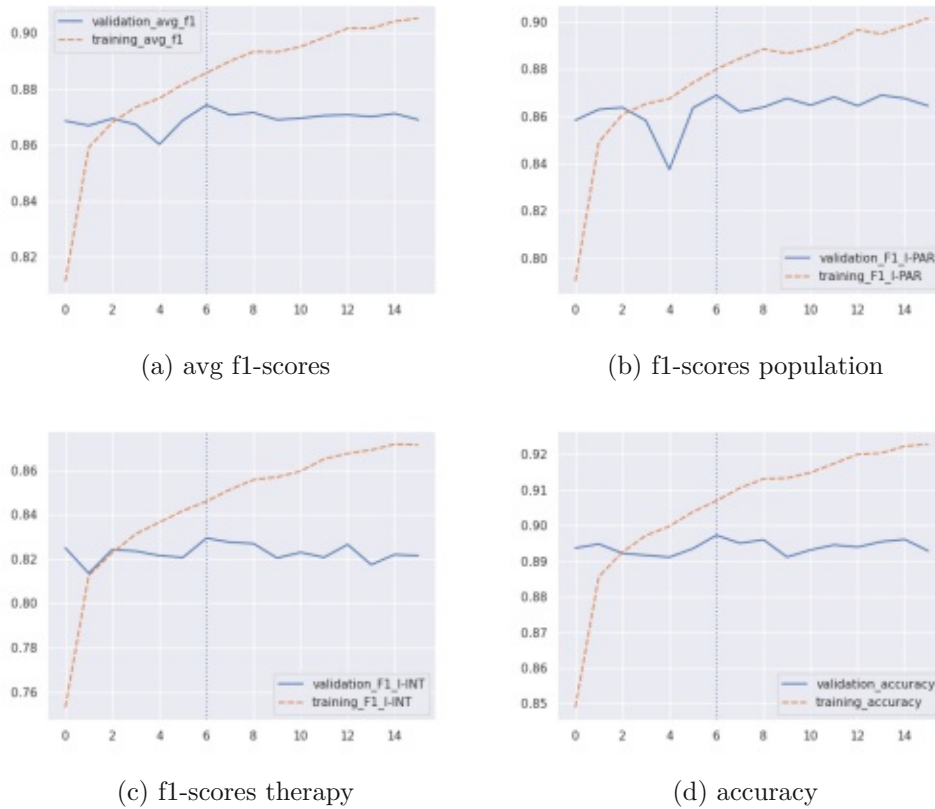 validation_avg_f1
training_avg_f1
0.90
0.88
0.86
0.84
0.82
0 2 4 6 8 10 12 14
(a) avg f1-scores
0.90
0.88
0.86
0.84
0.82
0.80
validation_F1_I-PAR
training_F1_I-PAR
0 2 4 6 8 10 12 14
(b) f1-scores population
0.86
0.84
0.82
0.80
0.78
0.76
validation_F1_I-INT
training_F1_I-INT
0 2 4 6 8 10 12 14
(c) f1-scores therapy
0.92
0.91
0.90
0.89
0.88
0.87
0.86
0.85
validation_accuracy
training_accuracy
0 2 4 6 8 10 12 14
(d) accuracy